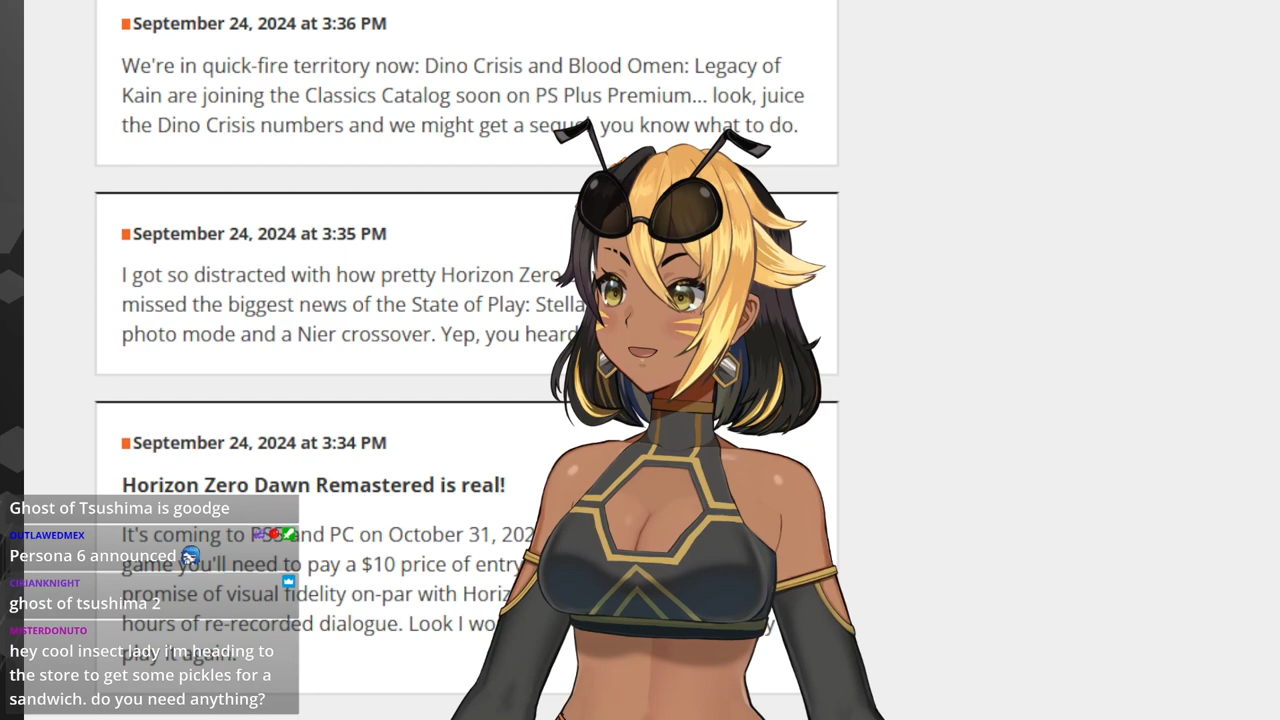 September 24, 2024 at 3:36 PM
We're in quick-fire territory now: Dino Crisis and Blood Omen: Legacy of
Kain are joining the Classics Catalog soon on PS Plus Premium... look, juice
the Dino Crisis numbers and we might get a sequel, you know what to do.
September 24, 2024 at 3:35 PM
I got so distracted with how pretty Horizon Zero
missed the biggest news of the State of Play:
photo mode and a Nier crossover. Yep, you heard
September 24, 2024 at 3:34 PM
Horizon Zero Dawn Remastered is real!
It's coming to PS5 and PC on October 31,
game you'll need to pay a $10 price of entry
promise of visual fidelity on-par with
hours of re-recorded dialogue. Look I
play it again.
Ghost of Tsushima is goodge
OUTLAWEDMEX
Persona 6 announced
CIRIANKNIGHT
ghost of tsushima 2
MISTERDONUTO
hey cool insect lady i'm heading to
the store to get some pickles for a
sandwich. do you need anything?